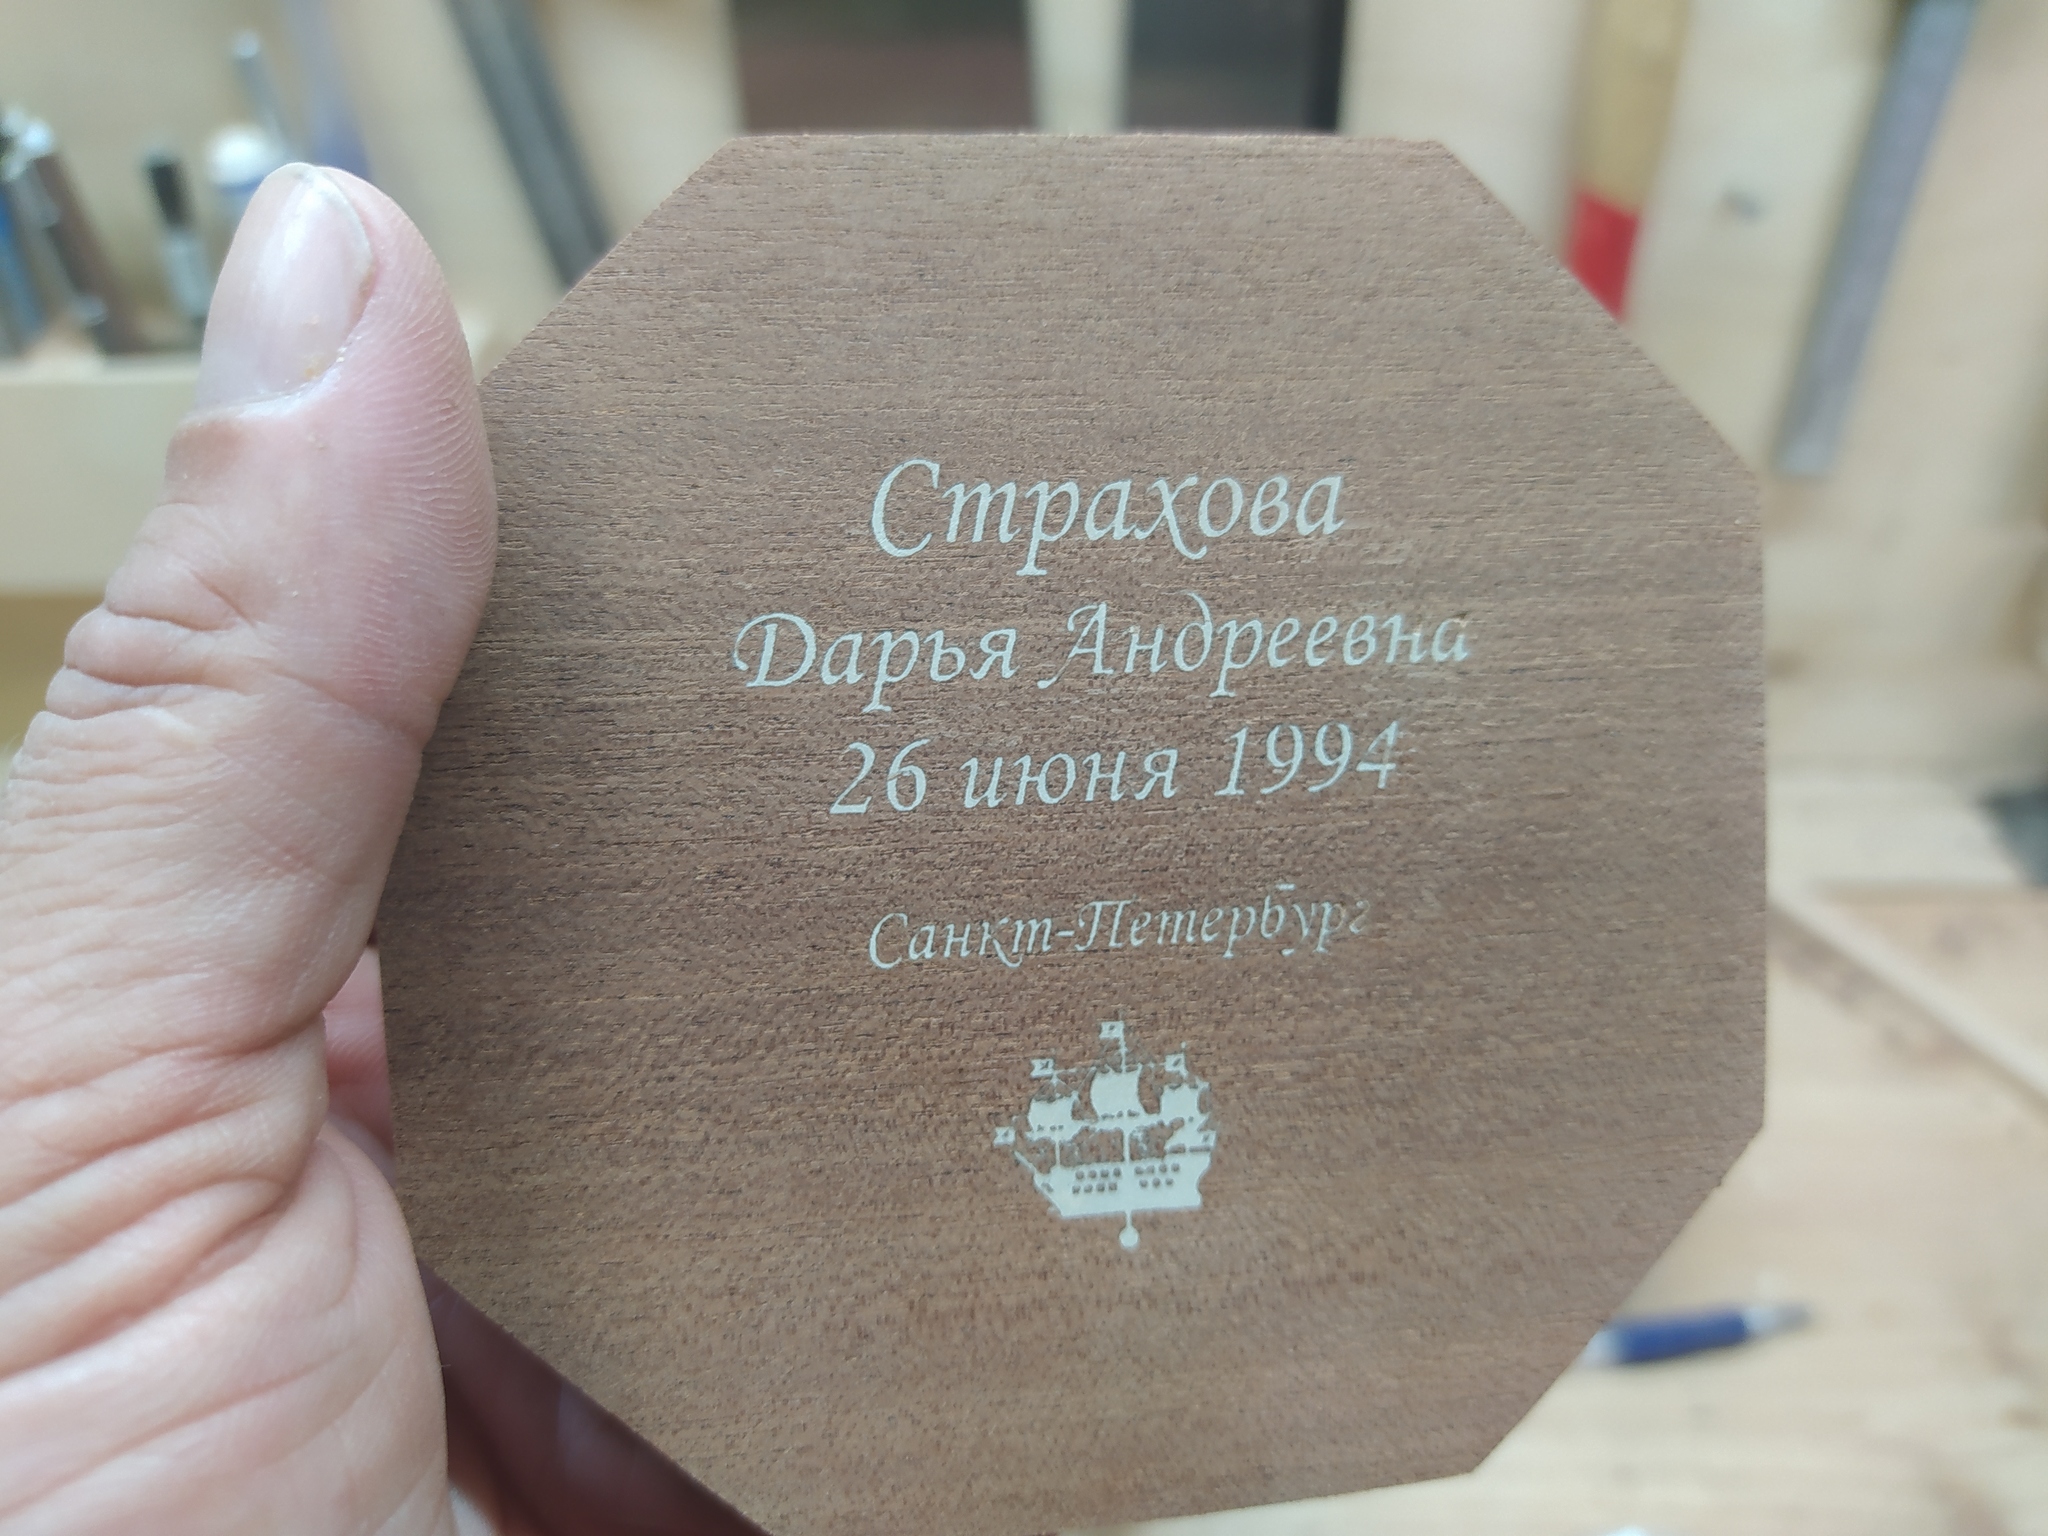 Страхова
Дарья Андреевна
26 июня 1994
Санкт-Петербург